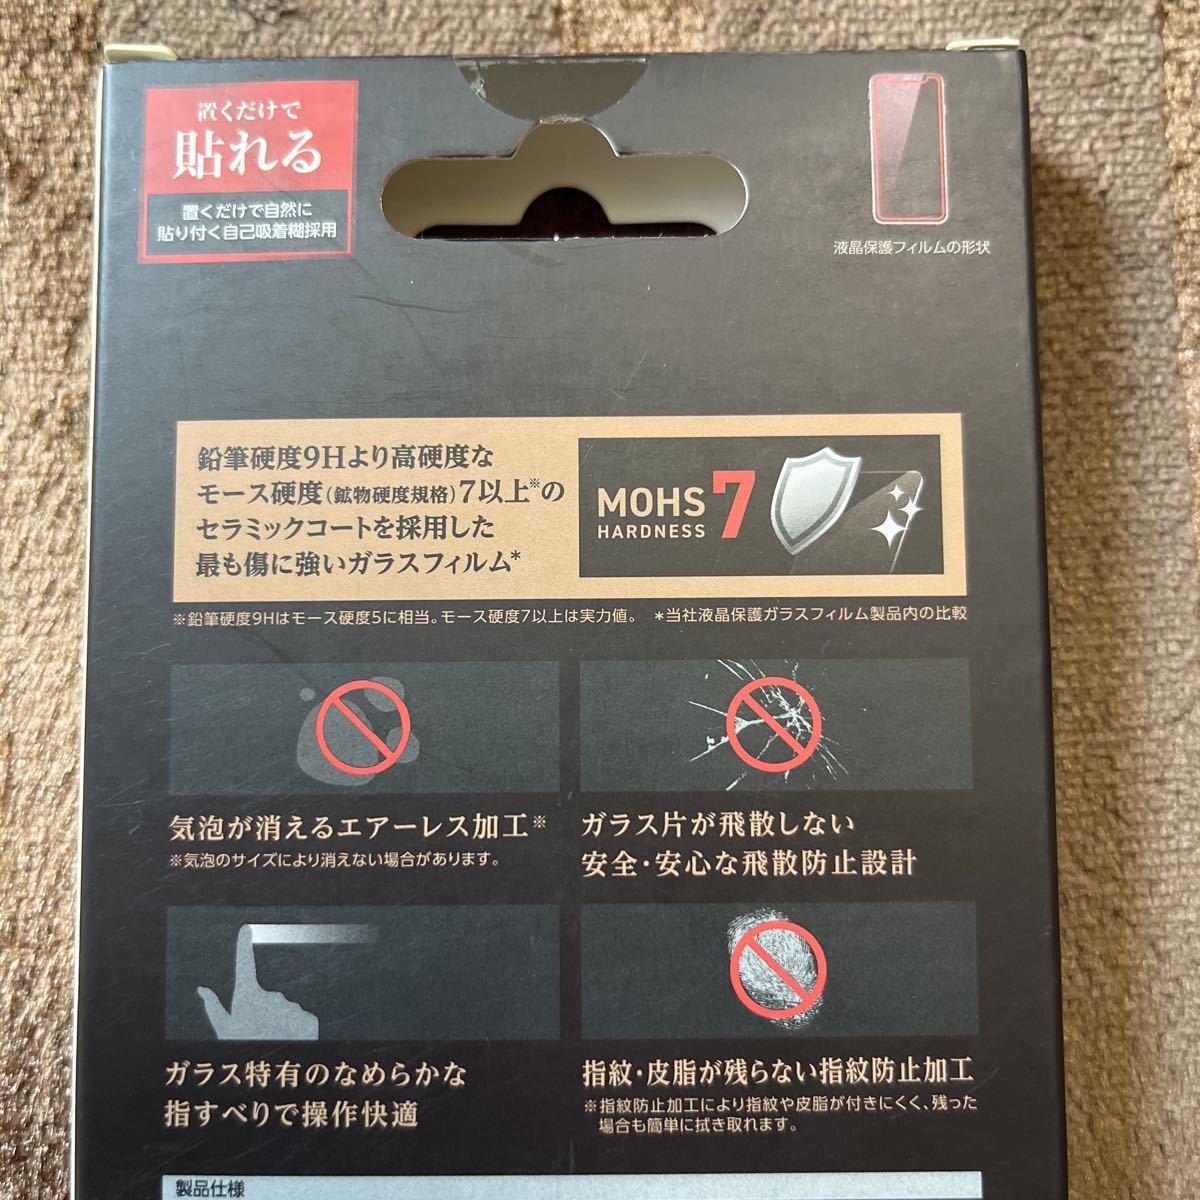 置くだけで
貼れる
置くだけで自然に
貼り付く自己吸着糊採用
液晶保護フィルムの形状
鉛筆硬度9Hより高硬度な
モース硬度(鉱物硬度規格)7以上※の
セラミックコートを採用した
最も傷に強いガラスフィルム*
MOHS 7
HARDNESS
※鉛筆硬度9Hはモース硬度5に相当。モース硬度7以上は実力値。 *当社液晶保護ガラスフィルム製品内の比較
気泡が消えるエアーレス加工※
※気泡のサイズにより消えない場合があります。
ガラス片が飛散しない
安全・安心な飛散防止設計
ガラス特有のなめらかな
指すべりで操作快適
指紋・皮脂が残らない指紋防止加工
※指紋防止加工により指紋や皮脂が付きにくく、残った
場合も簡単に拭き取れます。
製品仕様